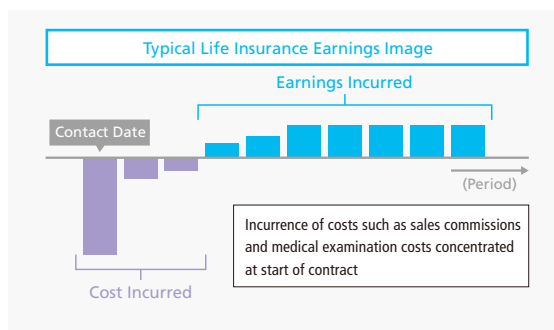 Typical Life Insurance Earnings Image
Earnings Incurred
Contact Date
(Period)
Incurrence of costs such as sales commissions
and medical examination costs concentrated
at start of contract
Cost Incurred